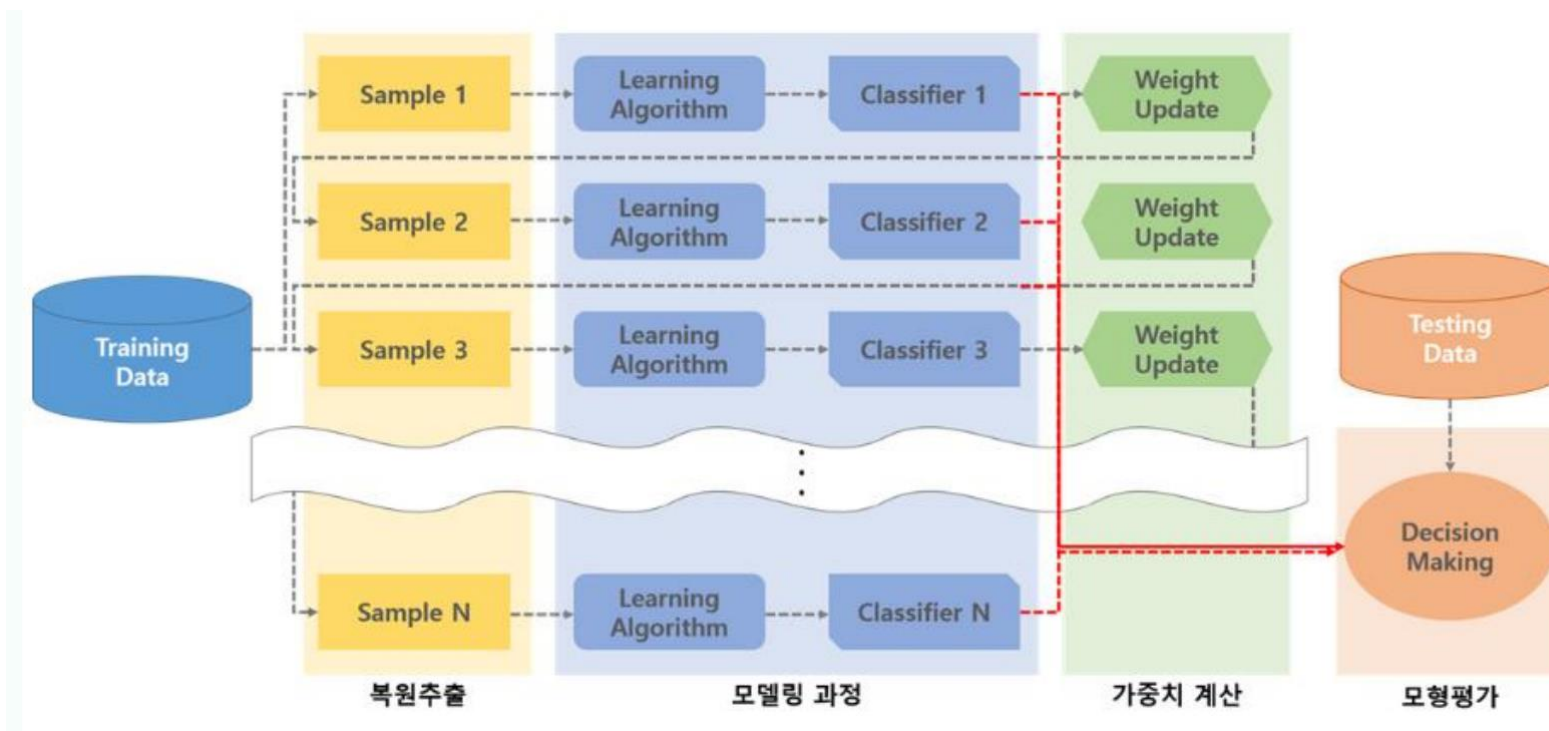 Sample 1
Learning
Algorithm
Classifier 1
Weight
Update
Sample 2
Learning
Algorithm
Classifier 2
Weight
Update
Training
Data
Sample 3
Learning
Algorithm
Classifier 3
Weight
Update
Testing
Data
Decision
Making
Sample N
Learning
Algorithm
Classifier N
복원추출
모델링 과정
가중치 계산
모형평가